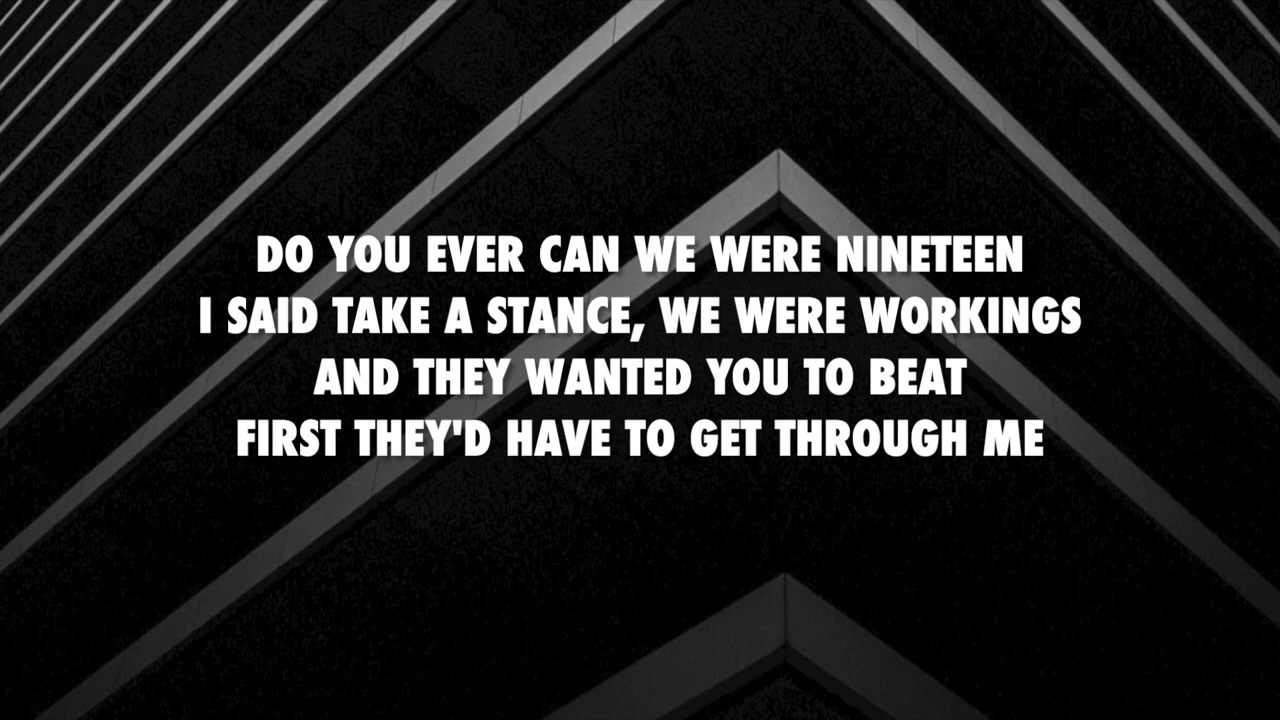 DO YOU EVER CAN WE WERE NINETEEN
I SAID TAKE A STANCE, WE WERE WORKINGS
AND THEY WANTED YOU TO BEAT
FIRST THEY'D HAVE TO GET THROUGH ME